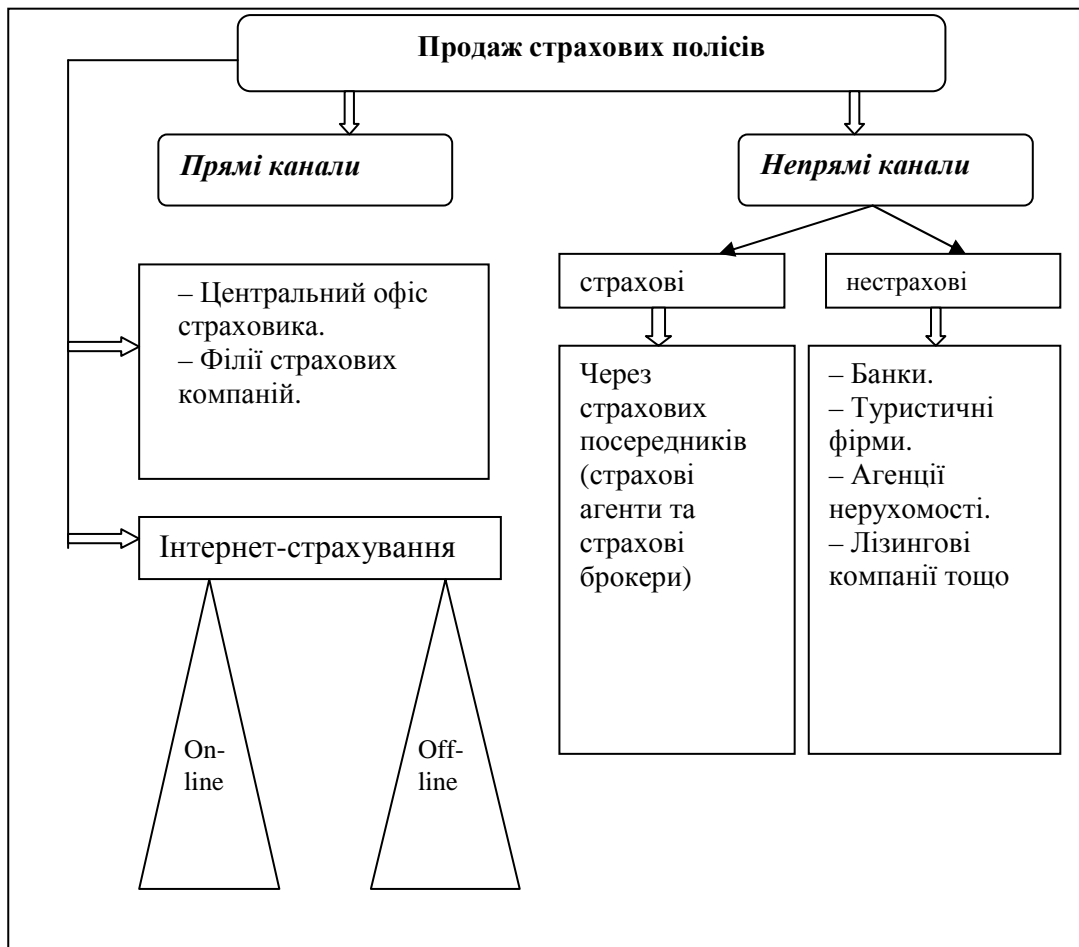 Продаж страхових полісів
Прямі канали
Непрямі канали
– Центральний офіс
страховика.
– Філії страхових
компаній.
Інтернет-страхування
On-
line
Off-
line
страхові
нестрахові
Через
страхових
посередників
(страхові
агенти та
страхові
брокери)
– Банки.
– Туристичні
фірми.
– Агенції
нерухомості.
– Лізингові
компанії тощо